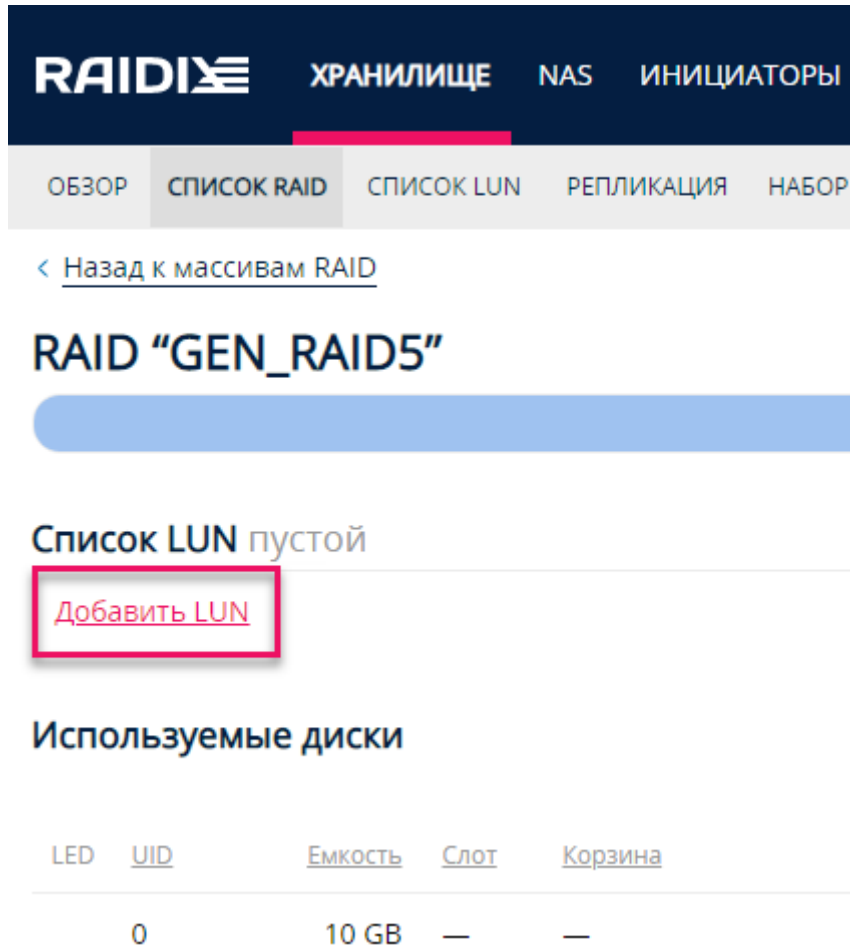 RAIDIX ХРАНИЛИЩЕ NAS ИНИЦИАТОРЫ
ОБЗОР СПИСОК RAID СПИСОК LUN РЕПЛИКАЦИЯ НАБОР
< Назад к массивам RAID
RAID “GEN_RAID5”
Список LUN пустой
Добавить LUN
Используемые диски
LED UID Емкость Слот Корзина
0 10 GB — —